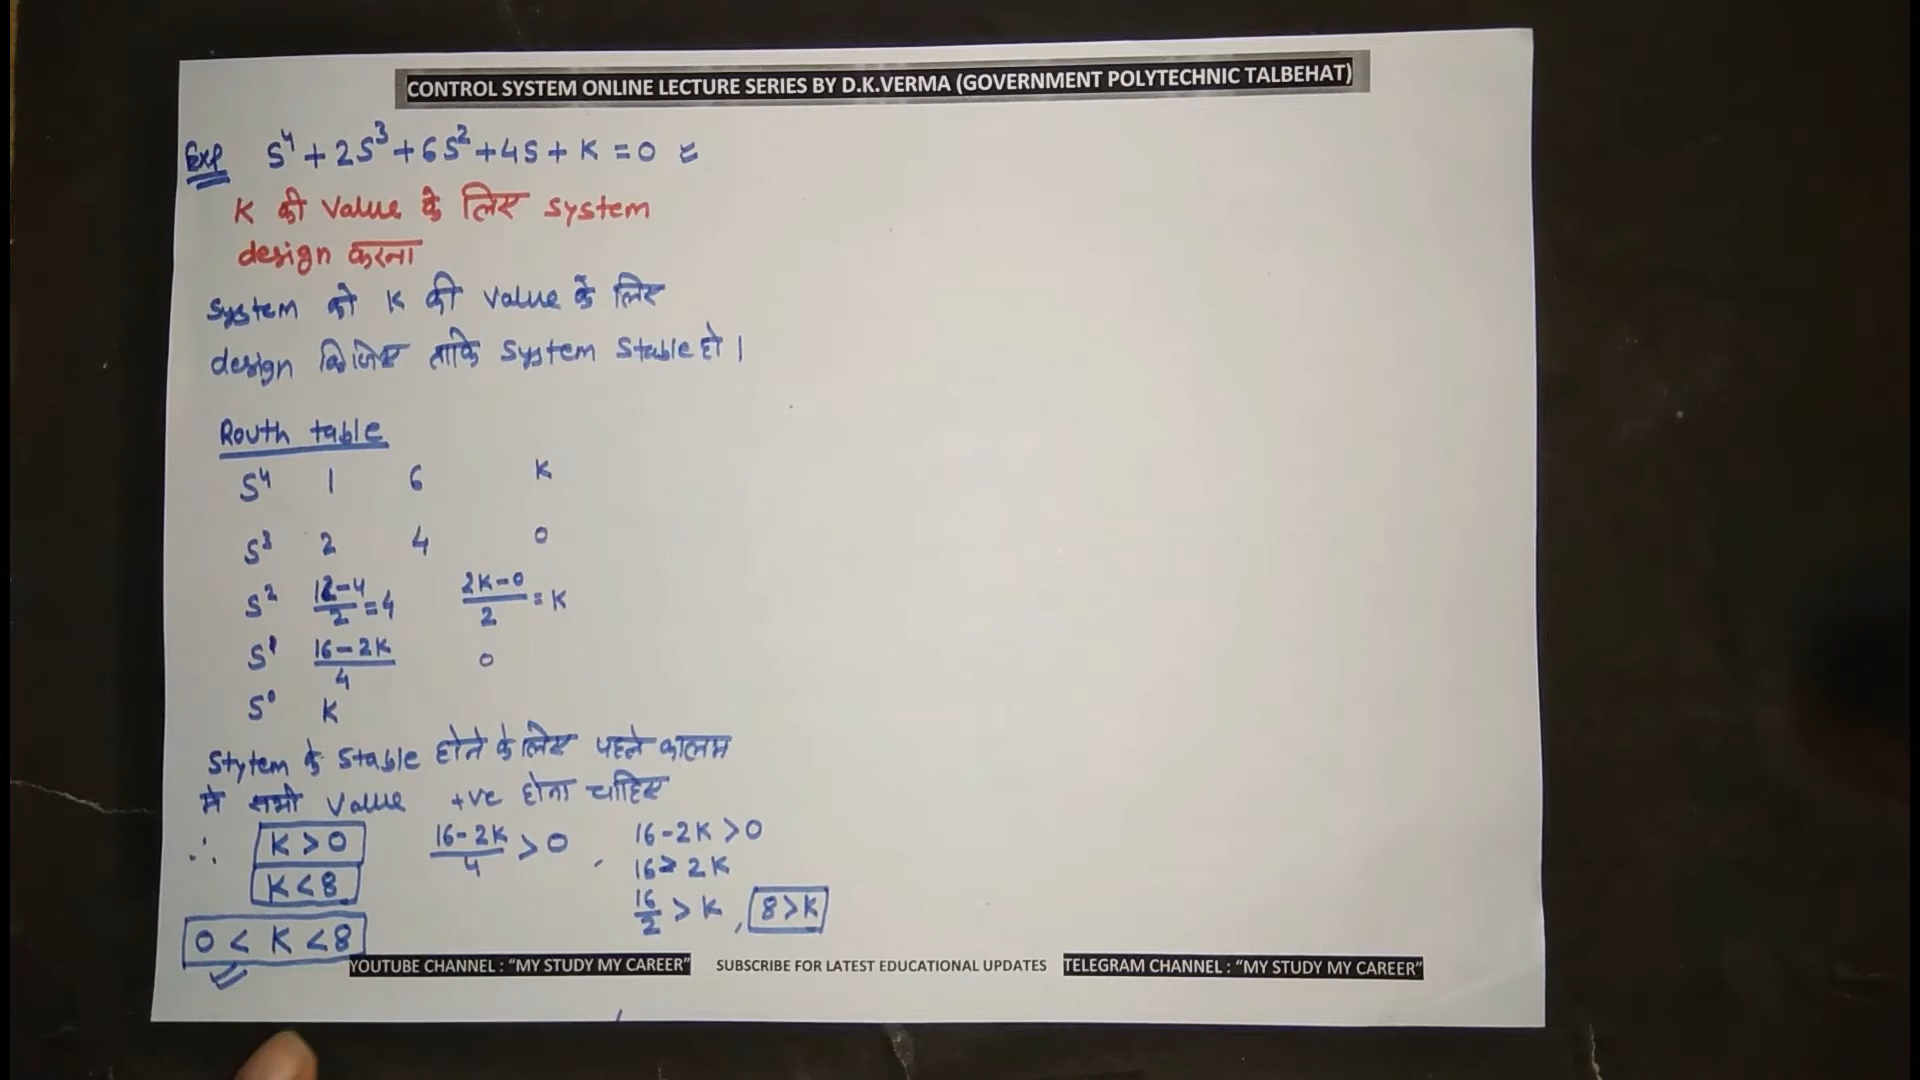 CONTROL SYSTEM ONLINE LECTURE SERIES BY D.K.VERMA (GOVERNMENT POLYTECHNIC TALBEHAT)
Exp S⁴+2S³+6S²+4S+K=0
K की Value के लिए system
design करना
System को K की Value के लिए
design किजिए ताकि System Stable हो।
Routh table
S⁴ 1 6 K
S³ 2 4 0
S² (12-4)/2=4 (2K-0)/2=K
S¹ (16-2K)/4 0
S⁰ K
Stytem के Stable होने के लिए पहले कालम
मे सभी Value +ve होना चाहिए
∴ K>0 (16-2K)/4 >0, 16-2K>0
K<8 16>2K
16/2 >K, 8>K
0<K<8
YOUTUBE CHANNEL : “MY STUDY MY CAREER” SUBSCRIBE FOR LATEST EDUCATIONAL UPDATES TELEGRAM CHANNEL : “MY STUDY MY CAREER”